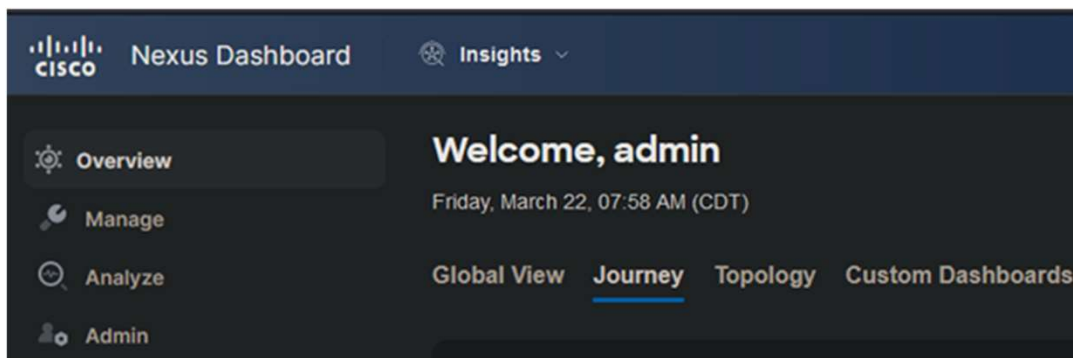 CISCO Nexus Dashboard Insights
Overview
Manage
Analyze
Admin
Welcome, admin
Friday, March 22, 07:58 AM (CDT)
Global View Journey Topology Custom Dashboards